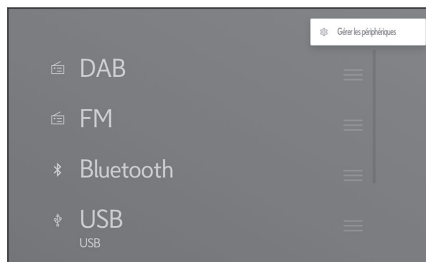 Gérer les périphériques
DAB
FM
Bluetooth
USB
USB